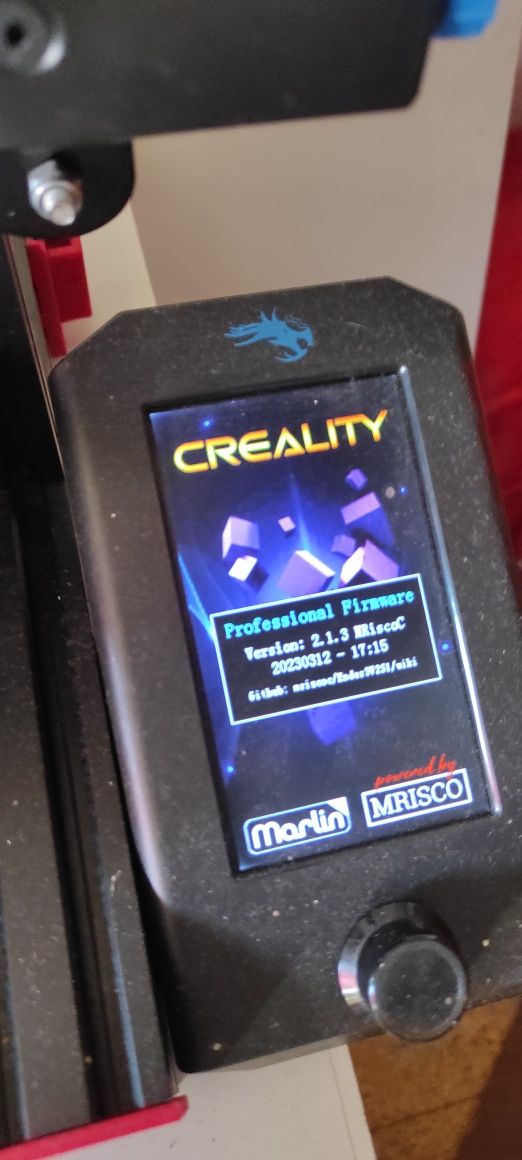 CREALITY
Professional Firmware
Version: 2.1.3 MRiscoC
20230312 - 17:15
Github: mriscoc/Ender3V2S1/wiki
powered by
Marlin MRISCO